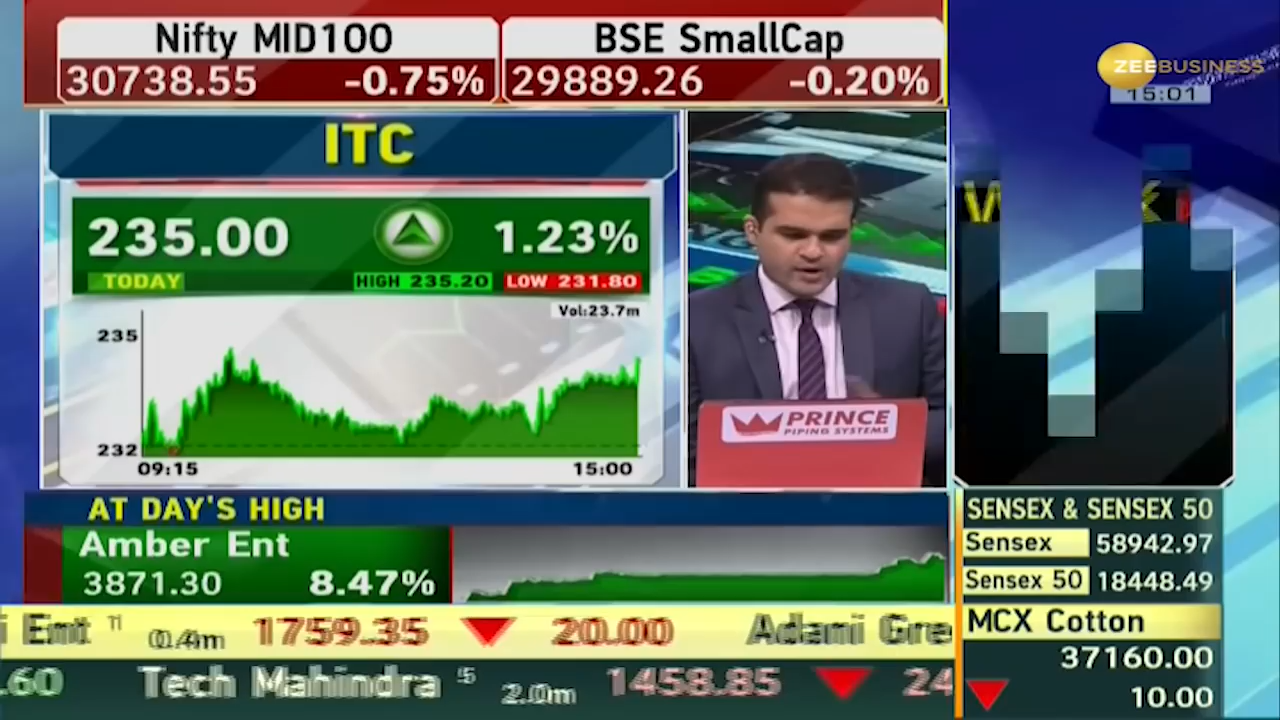 Nifty MID100
30738.55 -0.75%
BSE SmallCap
29889.26 -0.20%
ZEEBUSINESS
15:01
ITC
235.00 1.23%
TODAY HIGH 235.20 LOW 231.80
Vol:23.7m
235
232
09:15 15:00
PRINCE
PIPING SYSTEMS
AT DAY'S HIGH
Amber Ent
3871.30 8.47%
SENSEX & SENSEX 50
Sensex 58942.97
Sensex 50 18448.49
MCX Cotton
37160.00
10.00
i Ent 0.4m 1759.35 20.00 Adani Gre
.60 Tech Mahindra 2.0m 1458.85 24